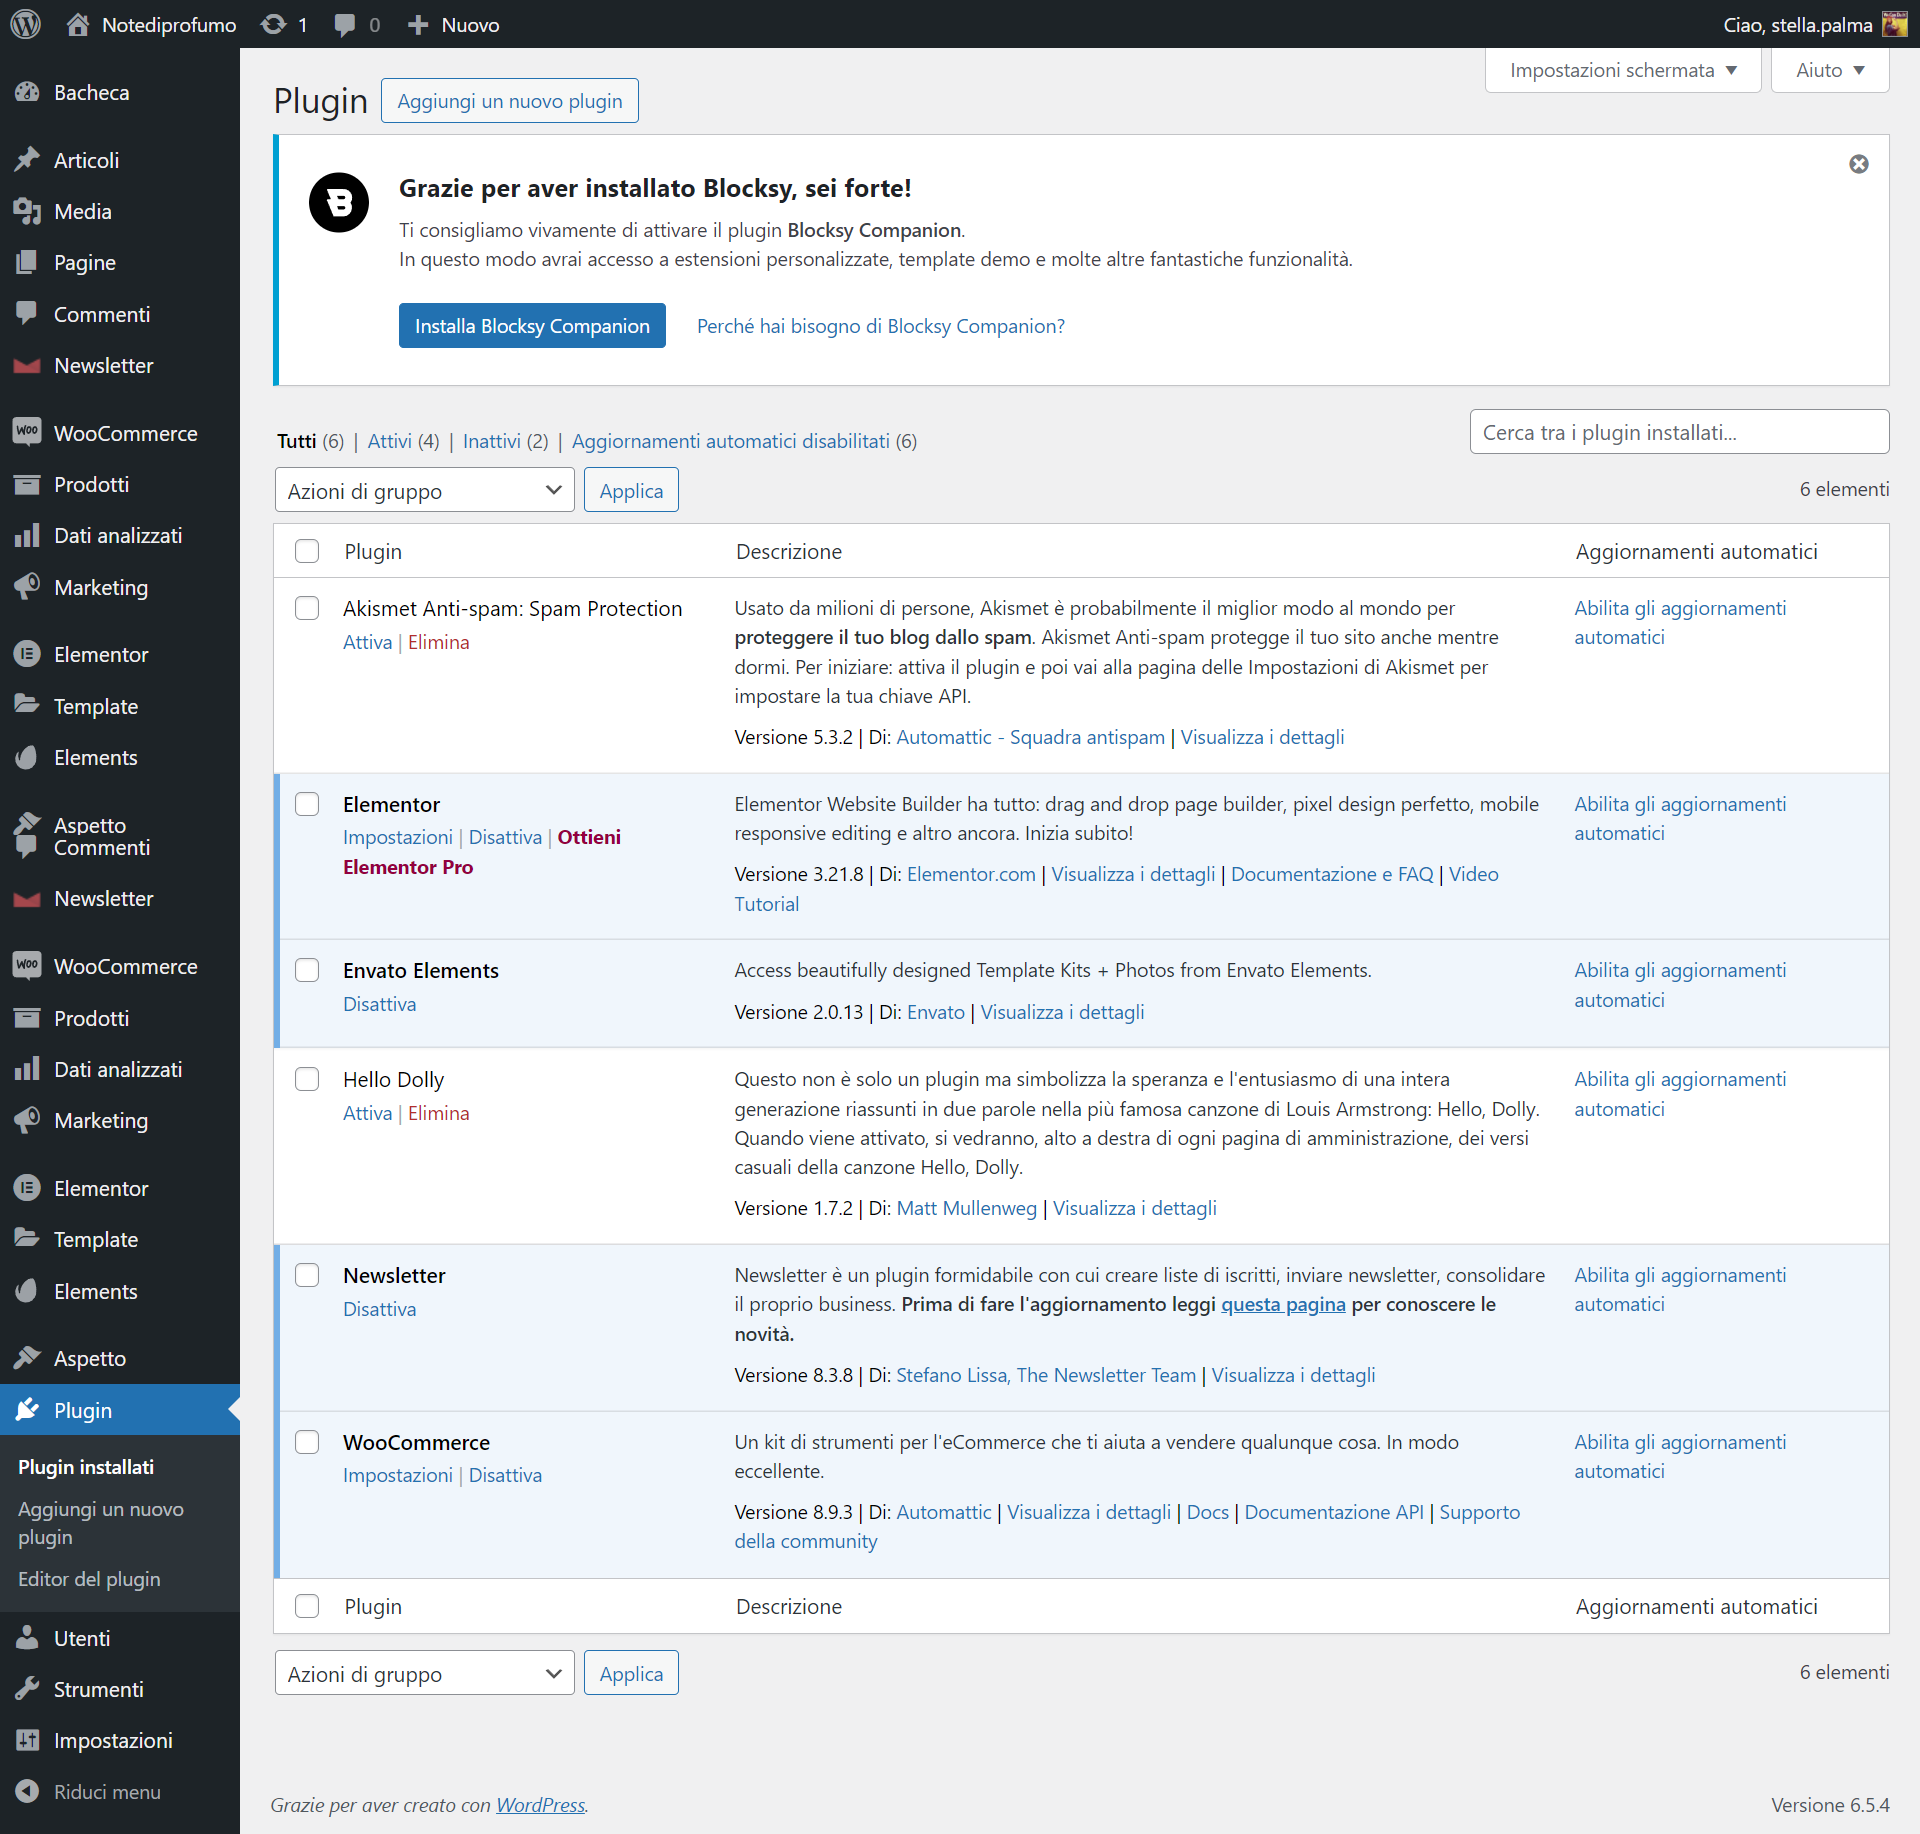 Notediprofumo 1 0 Nuovo Ciao, stella.palma
Bacheca
Articoli
Media
Pagine
Commenti
Newsletter
WooCommerce
Prodotti
Dati analizzati
Marketing
Elementor
Template
Elements
Aspetto
Commenti
Newsletter
WooCommerce
Prodotti
Dati analizzati
Marketing
Elementor
Template
Elements
Aspetto
Plugin
Plugin installati
Aggiungi un nuovo
plugin
Editor del plugin
Utenti
Strumenti
Impostazioni
Riduci menu
Impostazioni schermata Aiuto
Plugin Aggiungi un nuovo plugin
Grazie per aver installato Blocksy, sei forte!
Ti consigliamo vivamente di attivare il plugin Blocksy Companion.
In questo modo avrai accesso a estensioni personalizzate, template demo e molte altre fantastiche funzionalità.
Installa Blocksy Companion Perché hai bisogno di Blocksy Companion?
Tutti (6) | Attivi (4) | Inattivi (2) | Aggiornamenti automatici disabilitati (6)
Cerca tra i plugin installati...
Azioni di gruppo Applica 6 elementi
Plugin Descrizione Aggiornamenti automatici
Akismet Anti-spam: Spam Protection
Attiva | Elimina
Usato da milioni di persone, Akismet è probabilmente il miglior modo al mondo per
proteggere il tuo blog dallo spam. Akismet Anti-spam protegge il tuo sito anche mentre
dormi. Per iniziare: attiva il plugin e poi vai alla pagina delle Impostazioni di Akismet per
impostare la tua chiave API.
Versione 5.3.2 | Di: Automattic - Squadra antispam | Visualizza i dettagli
Abilita gli aggiornamenti
automatici
Elementor
Impostazioni | Disattiva | Ottieni
Elementor Pro
Elementor Website Builder ha tutto: drag and drop page builder, pixel design perfetto, mobile
responsive editing e altro ancora. Inizia subito!
Versione 3.21.8 | Di: Elementor.com | Visualizza i dettagli | Documentazione e FAQ | Video
Tutorial
Abilita gli aggiornamenti
automatici
Envato Elements
Disattiva
Access beautifully designed Template Kits + Photos from Envato Elements.
Versione 2.0.13 | Di: Envato | Visualizza i dettagli
Abilita gli aggiornamenti
automatici
Hello Dolly
Attiva | Elimina
Questo non è solo un plugin ma simbolizza la speranza e l'entusiasmo di una intera
generazione riassunti in due parole nella più famosa canzone di Louis Armstrong: Hello, Dolly.
Quando viene attivato, si vedranno, alto a destra di ogni pagina di amministrazione, dei versi
casuali della canzone Hello, Dolly.
Versione 1.7.2 | Di: Matt Mullenweg | Visualizza i dettagli
Abilita gli aggiornamenti
automatici
Newsletter
Disattiva
Newsletter è un plugin formidabile con cui creare liste di iscritti, inviare newsletter, consolidare
il proprio business. Prima di fare l'aggiornamento leggi questa pagina per conoscere le
novità.
Versione 8.3.8 | Di: Stefano Lissa, The Newsletter Team | Visualizza i dettagli
Abilita gli aggiornamenti
automatici
WooCommerce
Impostazioni | Disattiva
Un kit di strumenti per l'eCommerce che ti aiuta a vendere qualunque cosa. In modo
eccellente.
Versione 8.9.3 | Di: Automattic | Visualizza i dettagli | Docs | Documentazione API | Supporto
della community
Abilita gli aggiornamenti
automatici
Plugin Descrizione Aggiornamenti automatici
Azioni di gruppo Applica 6 elementi
Grazie per aver creato con WordPress. Versione 6.5.4